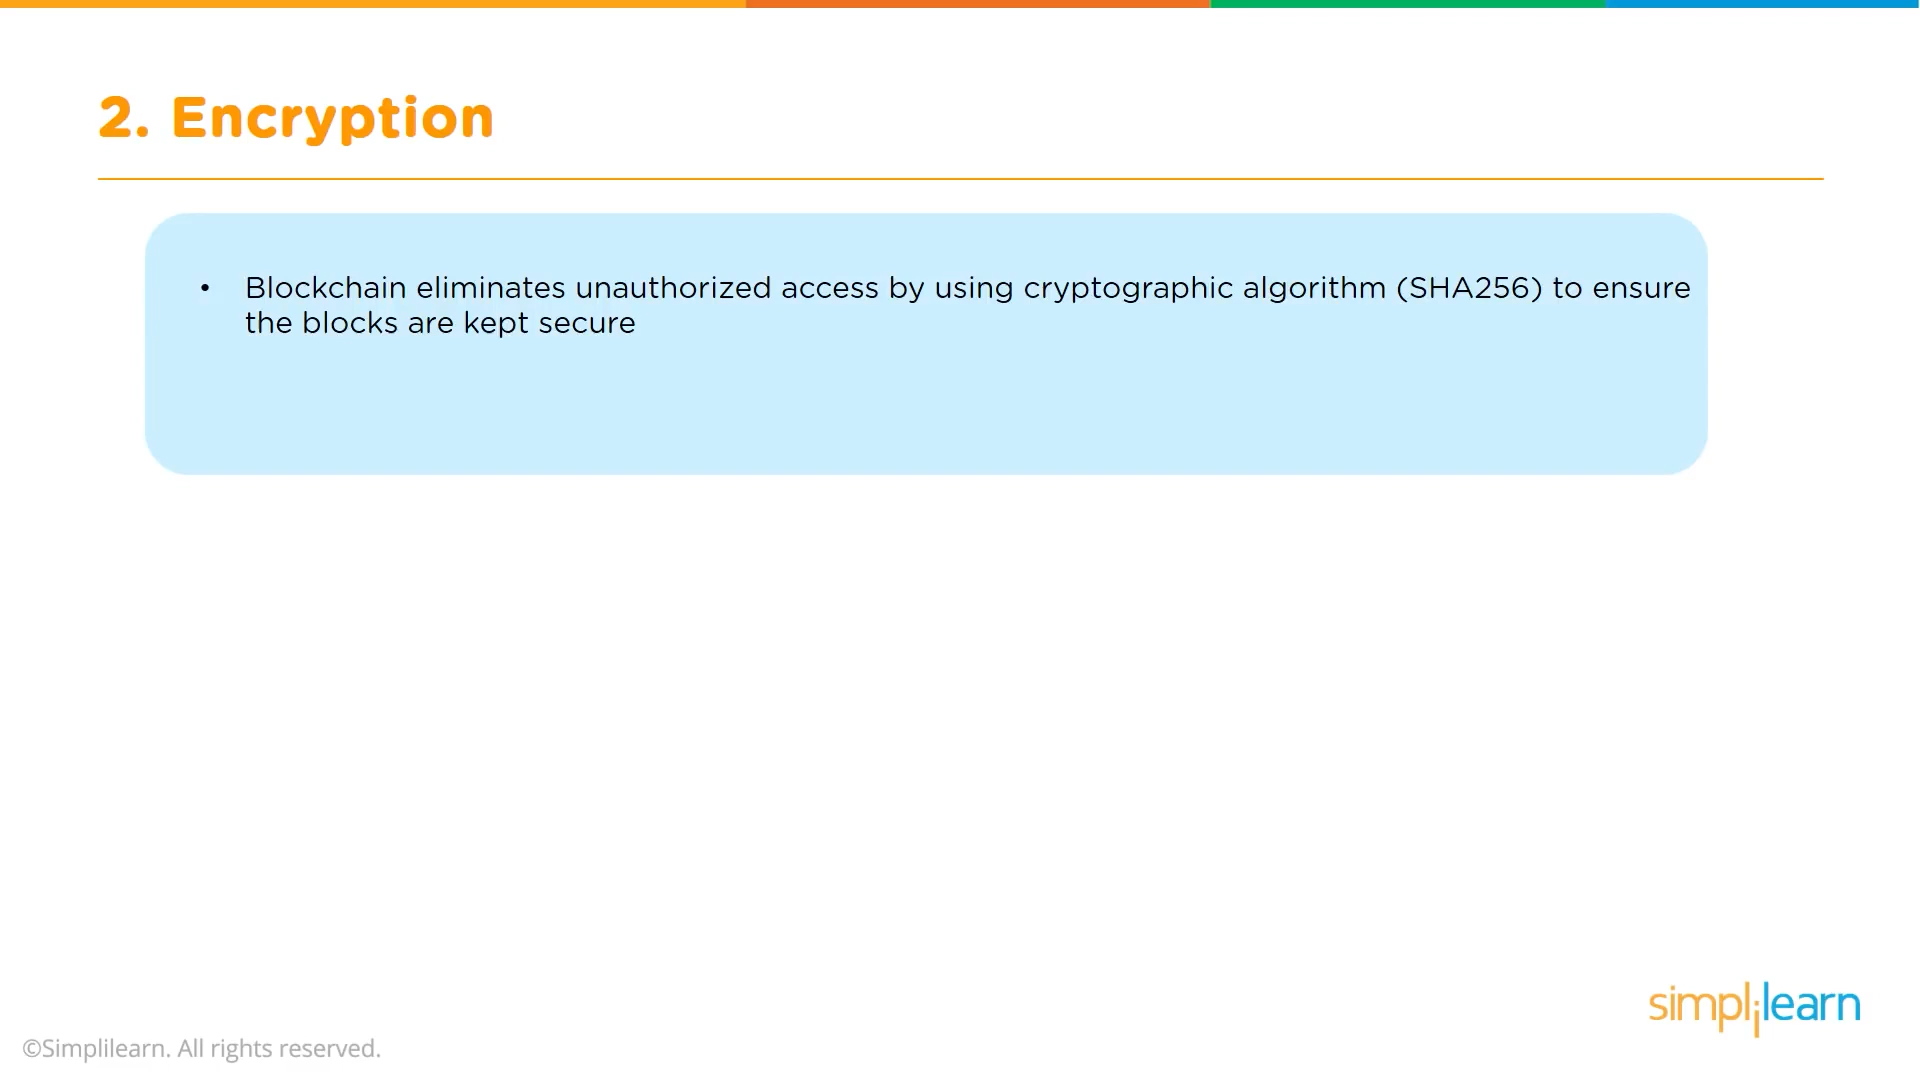 2. Encryption
• Blockchain eliminates unauthorized access by using cryptographic algorithm (SHA256) to ensure
the blocks are kept secure
simplilearn
©Simplilearn. All rights reserved.